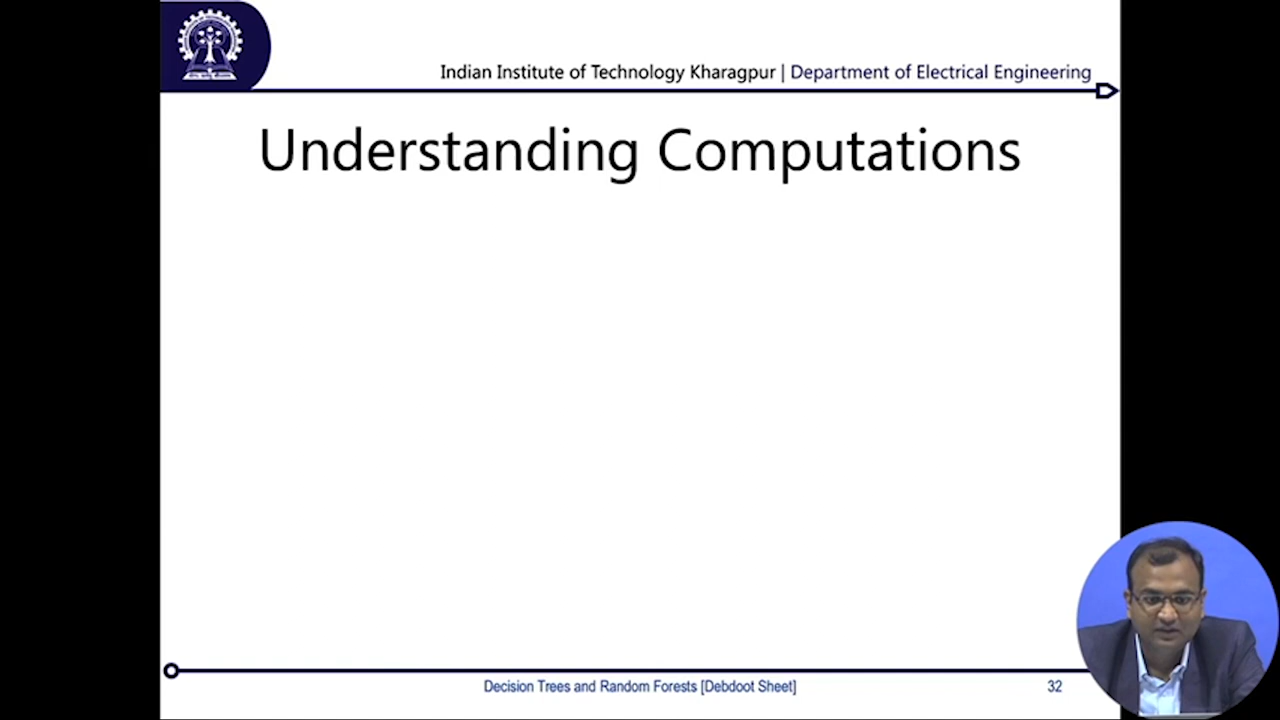 Indian Institute of Technology Kharagpur | Department of Electrical Engineering
Understanding Computations
Decision Trees and Random Forests [Debdoot Sheet]
32